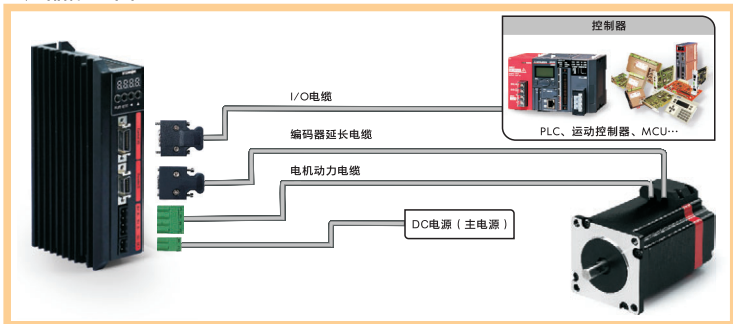 控制器
I/O电缆
PLC、运动控制器、MCU…
编码器延长电缆
电机动力电缆
DC电源（主电源）